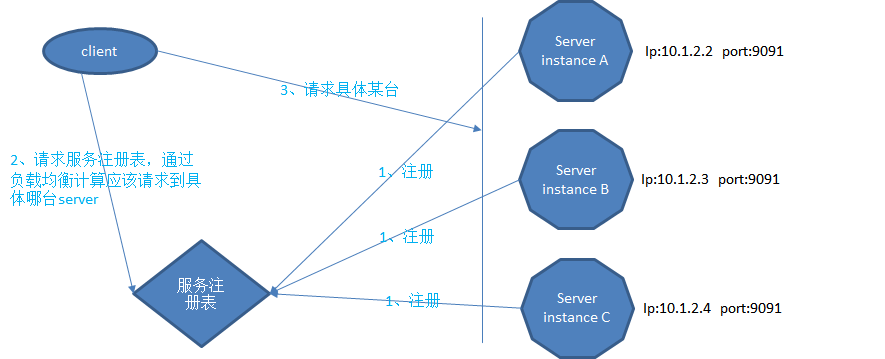 client
Server
instance A
Ip:10.1.2.2 port:9091
3、请求具体某台
2、请求服务注册表，通过
负载均衡计算应该请求到具
体哪台server
1、注册
Server
instance B
Ip:10.1.2.3 port:9091
1、注册
服务注
册表
1、注册
Server
instance C
Ip:10.1.2.4 port:9091